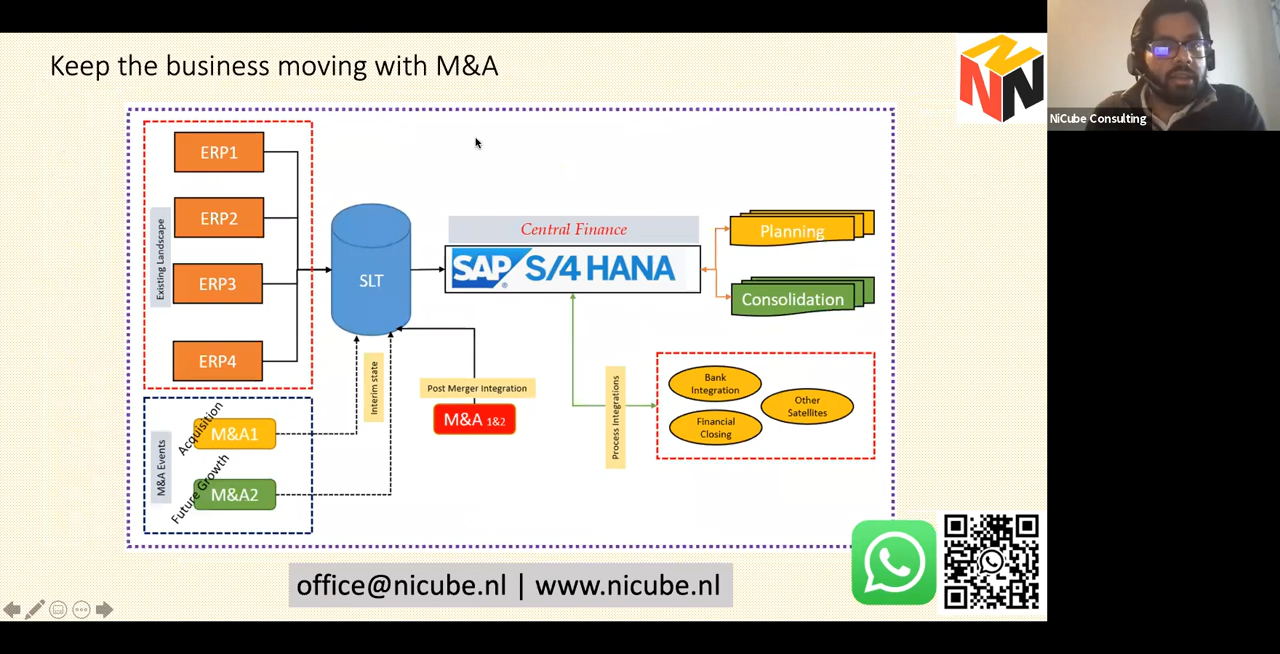 Keep the business moving with M&A
NiCube Consulting
ERP1
ERP2
ERP3
ERP4
Existing Landscape
SLT
Central Finance
SAP S/4 HANA
®
Planning
Consolidation
Interim state
Post Merger Integration
M&A 1&2
Process Integrations
Bank
Integration
Other
Satellites
Financial
Closing
M&A Events
Acquisition
M&A1
Future Growth
M&A2
office@nicube.nl | www.nicube.nl